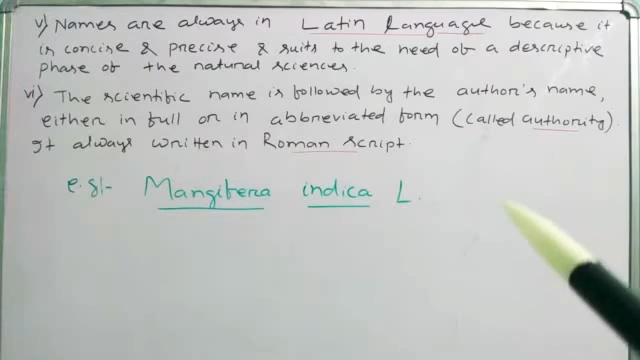 v) Names are always in Latin Languague because it
is concise & precise & suits to the need of a descriptive
phase of the natural sciences.
vi) The scientific name is followed by the author's name,
either in full or in abbreviated form (called authority).
It always written in Roman script.
e.g:- Mangifera indica L.